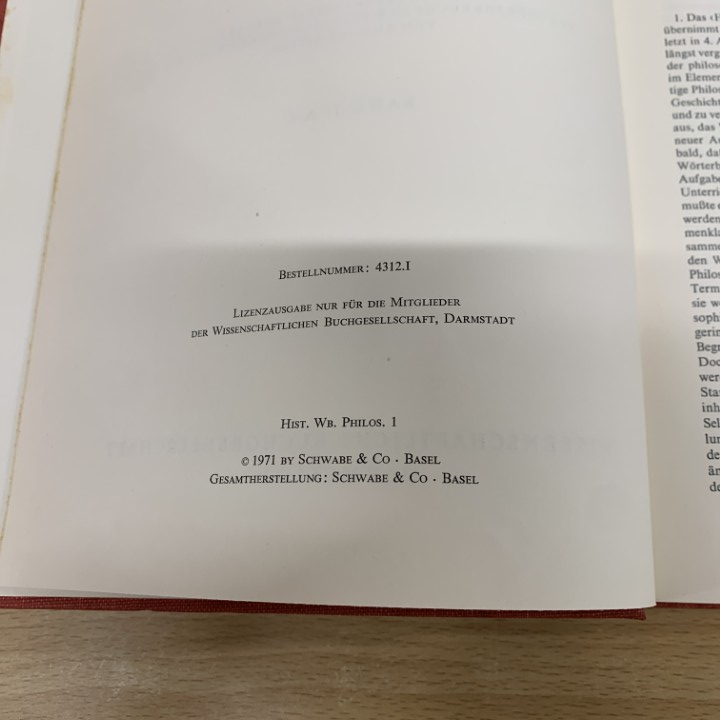 Bestellnummer: 4312.I
Lizenzausgabe nur für die Mitglieder
der Wissenschaftlichen Buchgesellschaft, Darmstadt
Hist. Wb. Philos. 1
© 1971 by Schwabe & Co · Basel
Gesamtherstellung: Schwabe & Co · Basel
1. Das ‹H
übernimmt
letzt in 4. A
längst verg
der philos
im Elemen
tige Philos
Geschicht
und zu ve
aus, das
neuer Au
bald, da
Wörterb
Aufgabe
Unterri
mußte
werden
menkla
samme
den W
Philos
Term
sie w
soph
gerin
Begr
Doc
wer
Sta
inh
Sel
lun
de
än
de